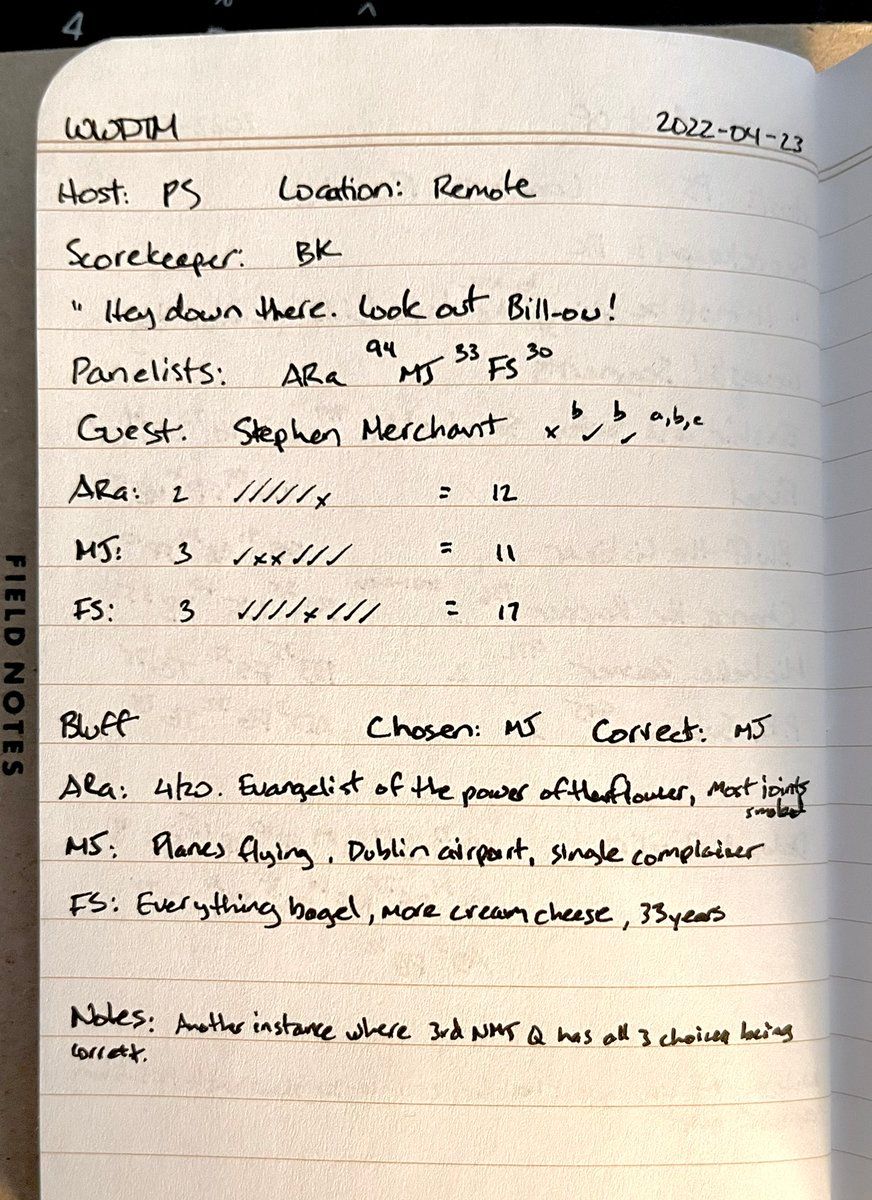 4
WWDTM 2022-04-23
Host: PS Location: Remote
Scorekeeper: BK
" Hey down there. Look out Bill-ow!
Panelists: ARa 94 MJ 33 FS 30
Guest: Stephen Merchant x b ✓ b ✓ a,b,c
ARa: 2 /////x = 12
MJ: 3 ✓xx✓// = 11
FS: 3 ✓///x/// = 17
Bluff Chosen: MJ Correct: MJ
ARa: 4/20. Evangelist of the power of flower, Most joints
smoked
MJ: Planes flying, Dublin airport, single complainer
FS: Everything bagel, more cream cheese, 33 years
Notes: Another instance where 3rd NMJ Q has all 3 choices being
correct.
FIELD NOTES